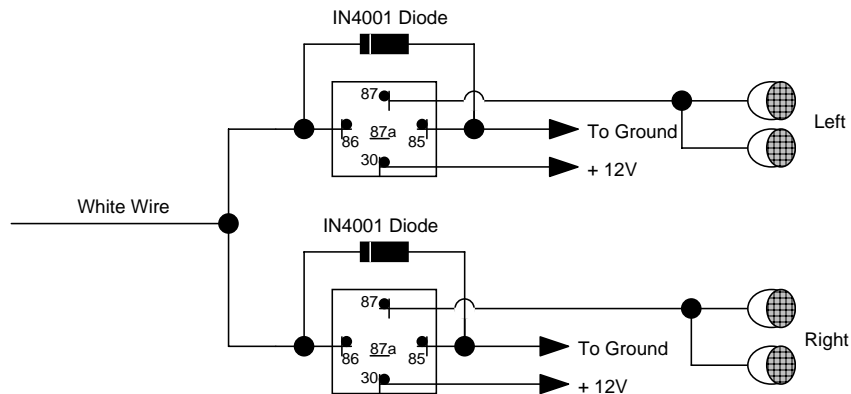 IN4001 Diode
87
86
87a
85
30
To Ground
+ 12V
Left
White Wire
IN4001 Diode
87
86
87a
85
30
To Ground
+ 12V
Right